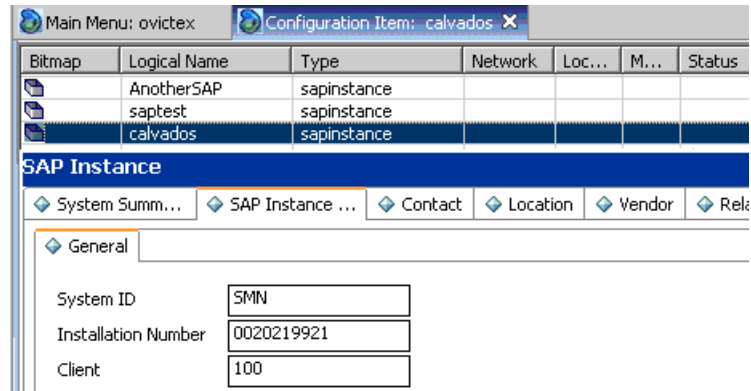 Main Menu: ovictex Configuration Item: calvados
Bitmap Logical Name Type Network Loc... M... Status
AnotherSAP sapinstance
saptest sapinstance
calvados sapinstance
SAP Instance
System Summ... SAP Instance ... Contact Location Vendor Rela
General
System ID SMN
Installation Number 0020219921
Client 100